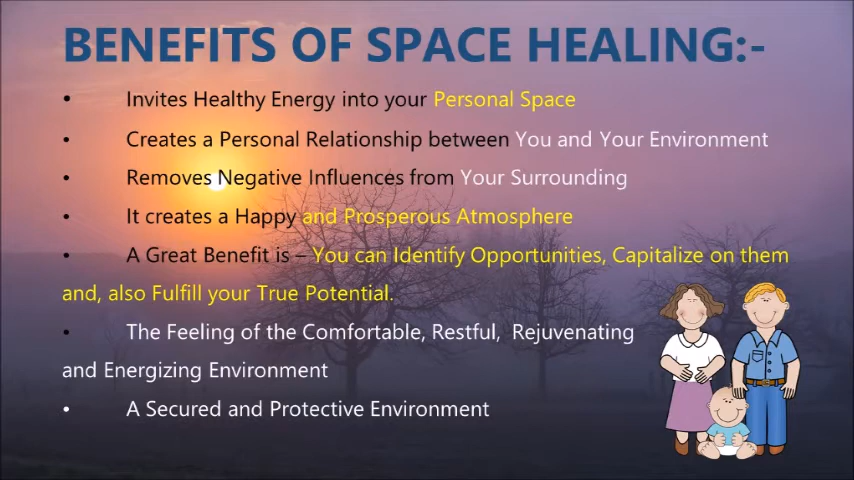 BENEFITS OF SPACE HEALING:-
• Invites Healthy Energy into your Personal Space
• Creates a Personal Relationship between You and Your Environment
• Removes Negative Influences from Your Surrounding
• It creates a Happy and Prosperous Atmosphere
• A Great Benefit is – You can Identify Opportunities, Capitalize on them
and, also Fulfill your True Potential.
• The Feeling of the Comfortable, Restful, Rejuvenating
and Energizing Environment
• A Secured and Protective Environment